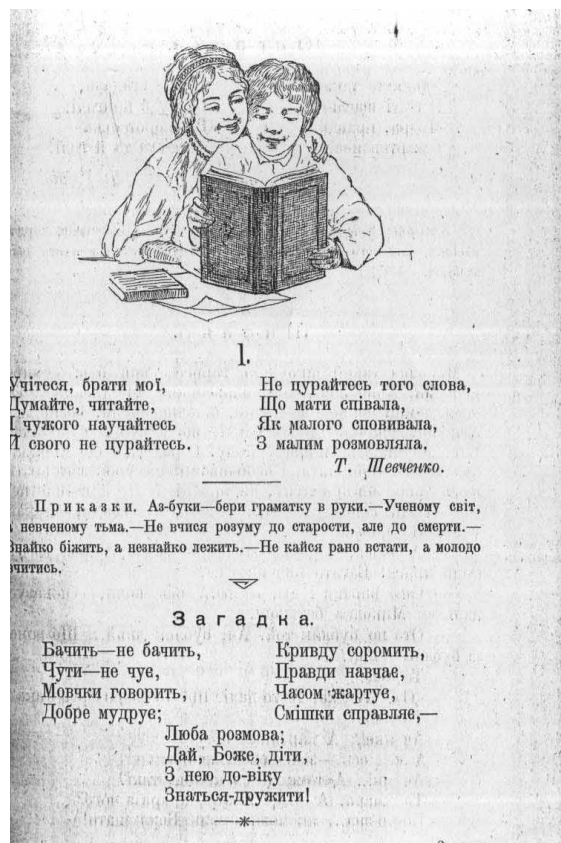 1.
Учітеся, брати мої,
Думайте, читайте,
І чужого научайтесь
Й свого не цурайтесь.
Не цурайтесь того слова,
Що мати співала,
Як малого сповивала,
З малим розмовляла.
Т. Шевченко.
Приказки. Аз-буки—бери граматку в руки.—Ученому світ,
а невченому тьма.—Не вчися розуму до старости, але до смерти.—
Знайко біжить, а незнайко лежить.—Не кайся рано встати, а молодо
вчитись.
Загадка.
Бачить—не бачить,
Чути—не чує,
Мовчки говорить,
Добре мудрує;
Кривду соромить,
Правди навчає,
Часом жартує,
Смішки справляє,—
Люба розмова;
Дай, Боже, діти,
З нею до-віку
Знаться-дружити!